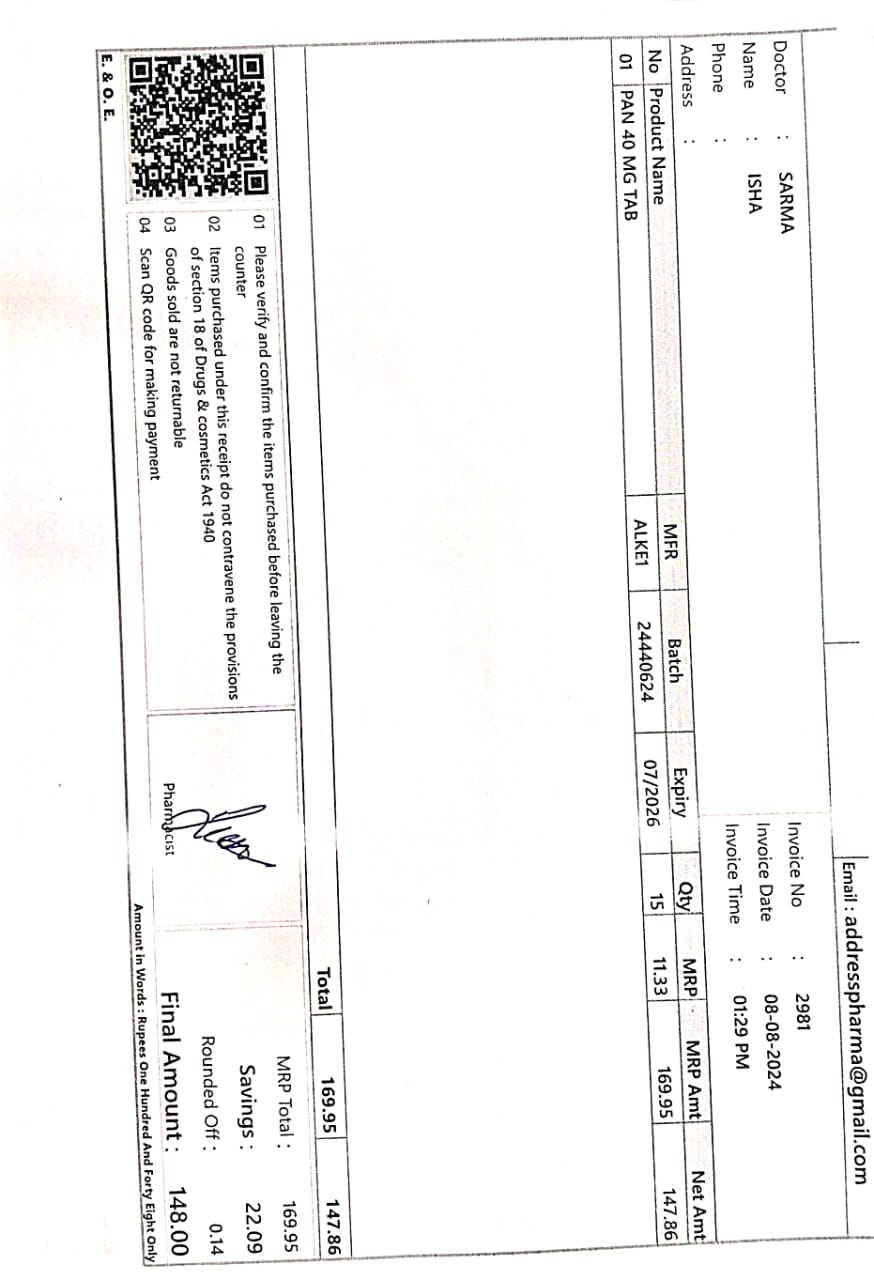 Email : addresspharma@gmail.com
Doctor : SARMA
Name : ISHA
Phone :
Address :
Invoice No : 2981
Invoice Date : 08-08-2024
Invoice Time : 01:29 PM
No Product Name MFR Batch Expiry Qty MRP MRP Amt Net Amt
01 PAN 40 MG TAB ALKE1 24440624 07/2026 15 11.33 169.95 147.86
Total 169.95 147.86
01 Please verify and confirm the items purchased before leaving the
counter
02 Items purchased under this receipt do not contravene the provisions
of section 18 of Drugs & cosmetics Act 1940
03 Goods sold are not returnable
04 Scan QR code for making payment
Pharmacist
MRP Total : 169.95
Savings : 22.09
Rounded Off : 0.14
Final Amount : 148.00
Amount in Words : Rupees One Hundred And Forty Eight Only
E. & O. E.